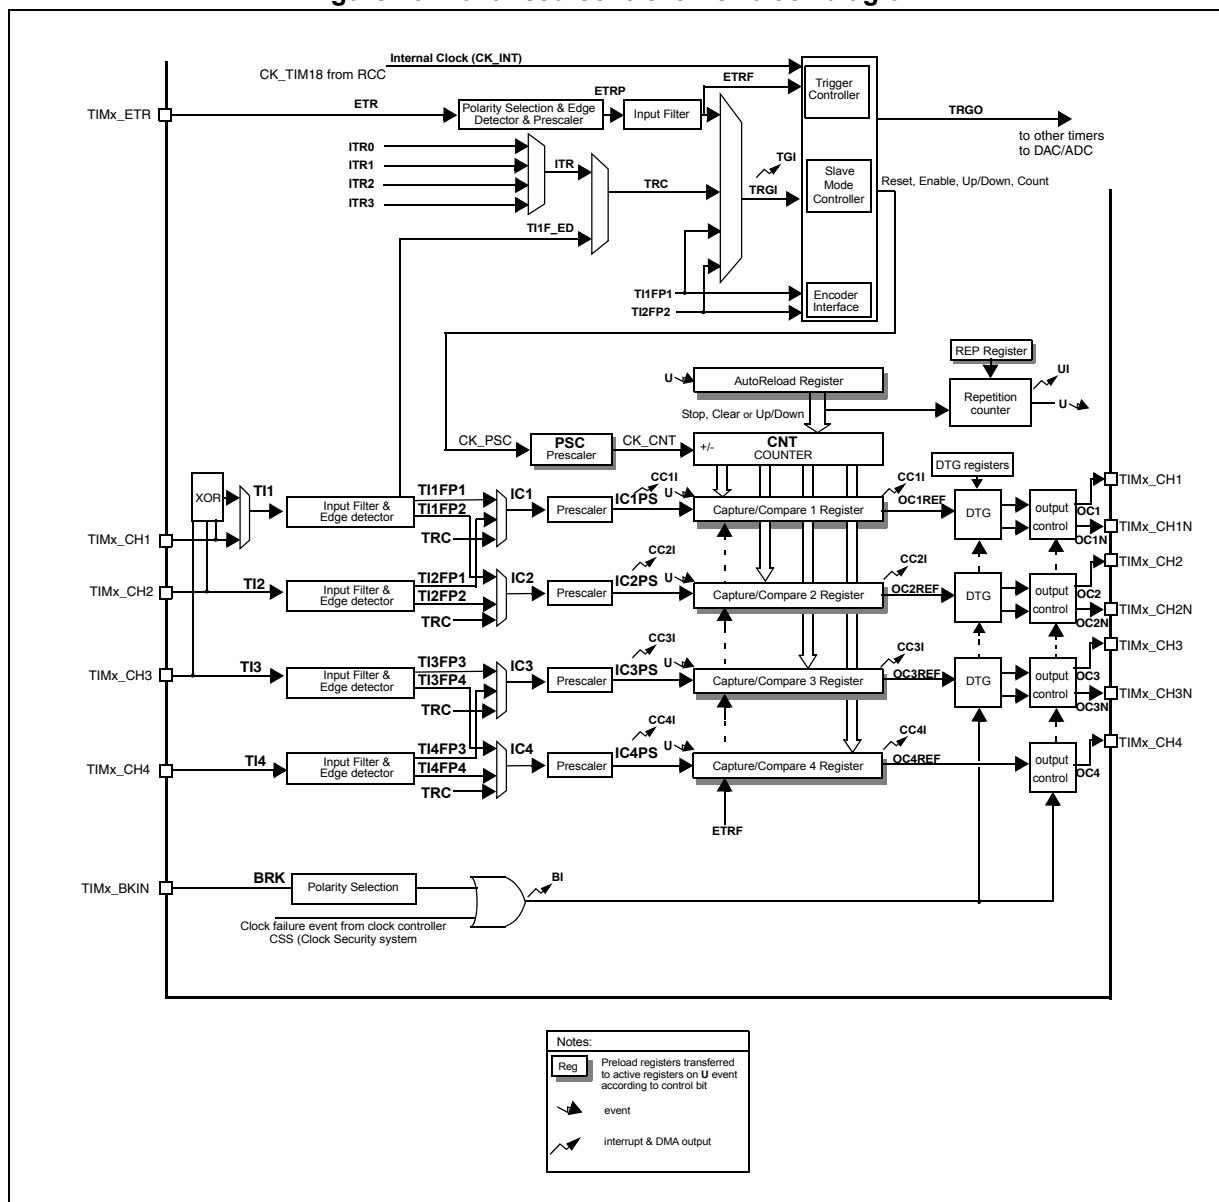 Internal Clock (CK_INT)
CK_TIM18 from RCC
TIMx_ETR
ETR
Polarity Selection & Edge
Detector & Prescaler
ETRP
Input Filter
ETRF
Trigger
Controller
TRGO
to other timers
to DAC/ADC
ITR0
ITR1
ITR2
ITR3
ITR
TI1F_ED
TRC
TGI
TRGI
Slave
Mode
Controller
Reset, Enable, Up/Down, Count
TI1FP1
TI2FP2
Encoder
Interface
REP Register
UI
U
AutoReload Register
Repetition
counter
U
Stop, Clear or Up/Down
CK_PSC
PSC
Prescaler
CK_CNT
+/-
CNT
COUNTER
DTG registers
XOR
TI1
Input Filter &
Edge detector
TI1FP1
TI1FP2
TRC
IC1
Prescaler
IC1PS
CC1I
U
Capture/Compare 1 Register
CC1I
OC1REF
DTG
output
control
OC1
OC1N
TIMx_CH1
TIMx_CH1N
TIMx_CH1
TIMx_CH2
TI2
Input Filter &
Edge detector
TI2FP1
TI2FP2
TRC
IC2
Prescaler
IC2PS
CC2I
U
Capture/Compare 2 Register
CC2I
OC2REF
DTG
output
control
OC2
OC2N
TIMx_CH2
TIMx_CH2N
TIMx_CH3
TI3
Input Filter &
Edge detector
TI3FP3
TI3FP4
TRC
IC3
Prescaler
IC3PS
CC3I
U
Capture/Compare 3 Register
CC3I
OC3REF
DTG
output
control
OC3
OC3N
TIMx_CH3
TIMx_CH3N
TIMx_CH4
TI4
Input Filter &
Edge detector
TI4FP3
TI4FP4
TRC
IC4
Prescaler
IC4PS
CC4I
U
Capture/Compare 4 Register
CC4I
OC4REF
output
control
OC4
TIMx_CH4
ETRF
TIMx_BKIN
BRK
Polarity Selection
BI
Clock failure event from clock controller
CSS (Clock Security system
Notes:
Reg
Preload registers transferred
to active registers on U event
according to control bit
event
interrupt & DMA output